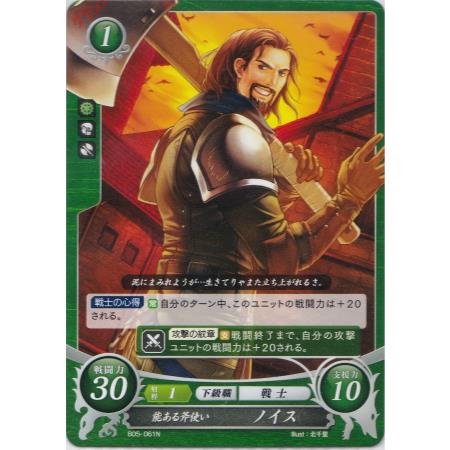 1
泥にまみれようが…生きてりゃまた立ち上がれるさ。
戦士の心得 常 自分のターン中、このユニットの戦闘力は+20
される。
攻撃の紋章 支 戦闘終了まで、自分の攻撃
ユニットの戦闘力は+20される。
戦闘力 30
射程 1 下級職 戦士
支援力 10
能ある斧使い ノイス
B05-061N
Illust:北千里